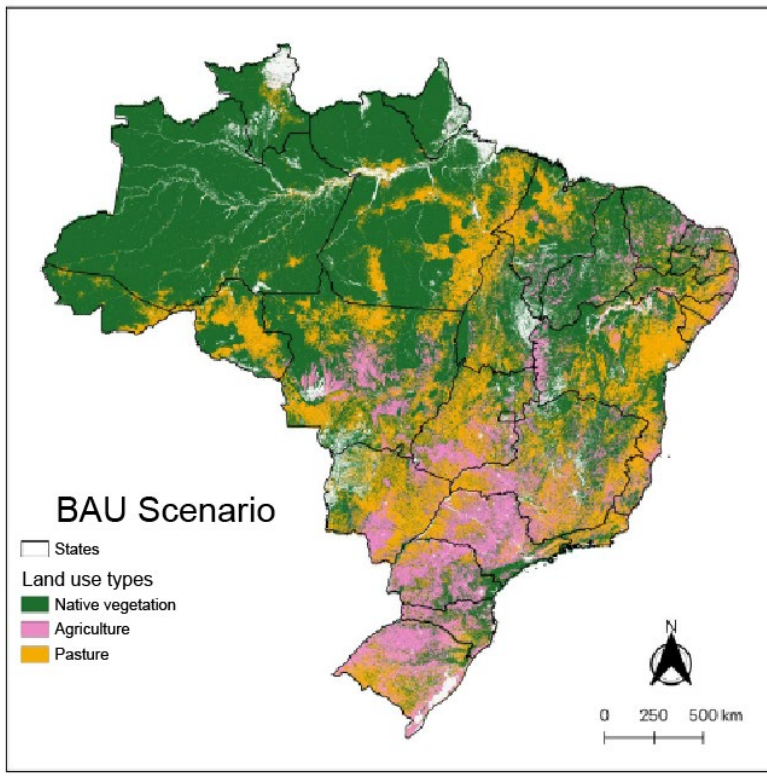 BAU Scenario
States
Land use types
Native vegetation
Agriculture
Pasture
N
0 250 500 km